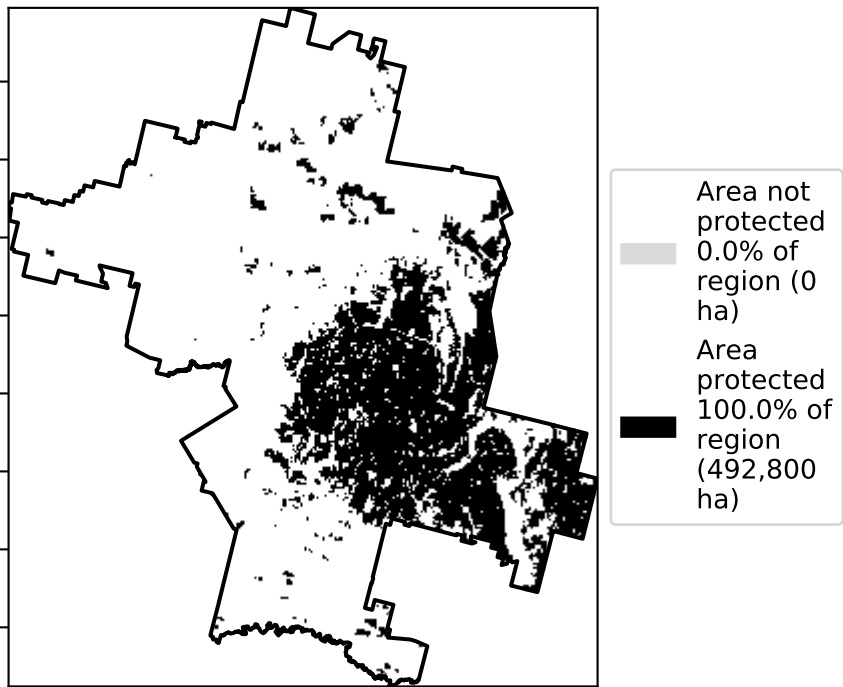 Area not
protected
0.0% of
region (0
ha)
Area
protected
100.0% of
region
(492,800
ha)